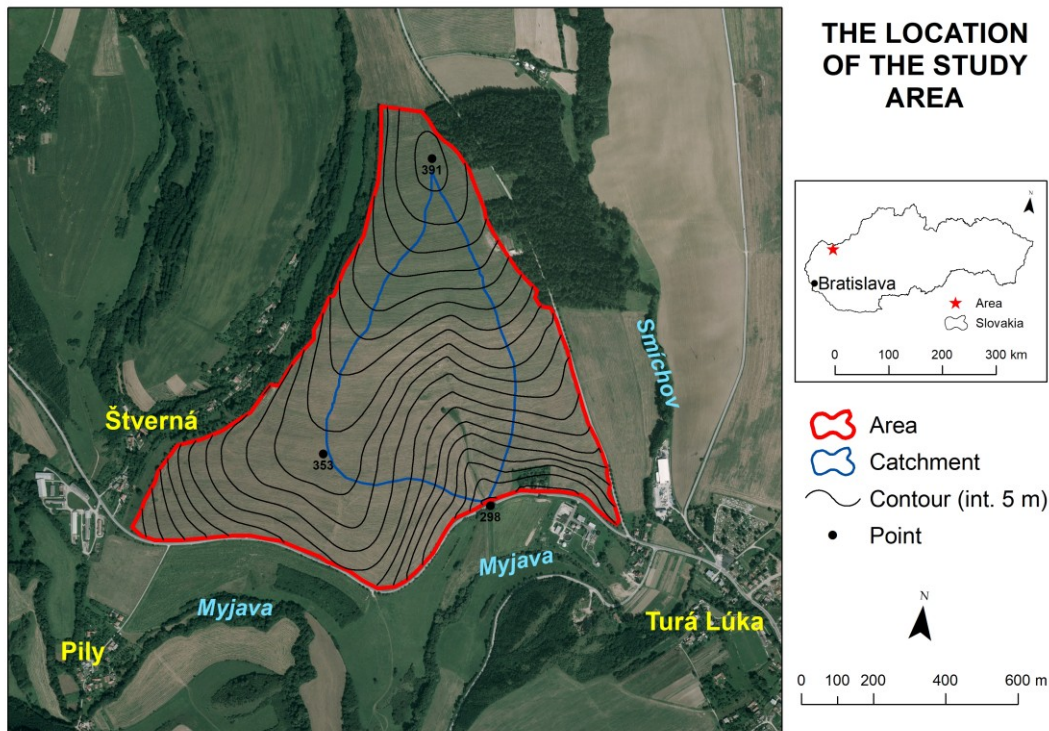 THE LOCATION
OF THE STUDY
AREA
391
353
298
Štverná
Pily
Myjava
Myjava
Smíchov
Turá Lúka
N
Bratislava
Area
Slovakia
0 100 200 300 km
Area
Catchment
Contour (int. 5 m)
Point
N
0 100 200 400 600 m